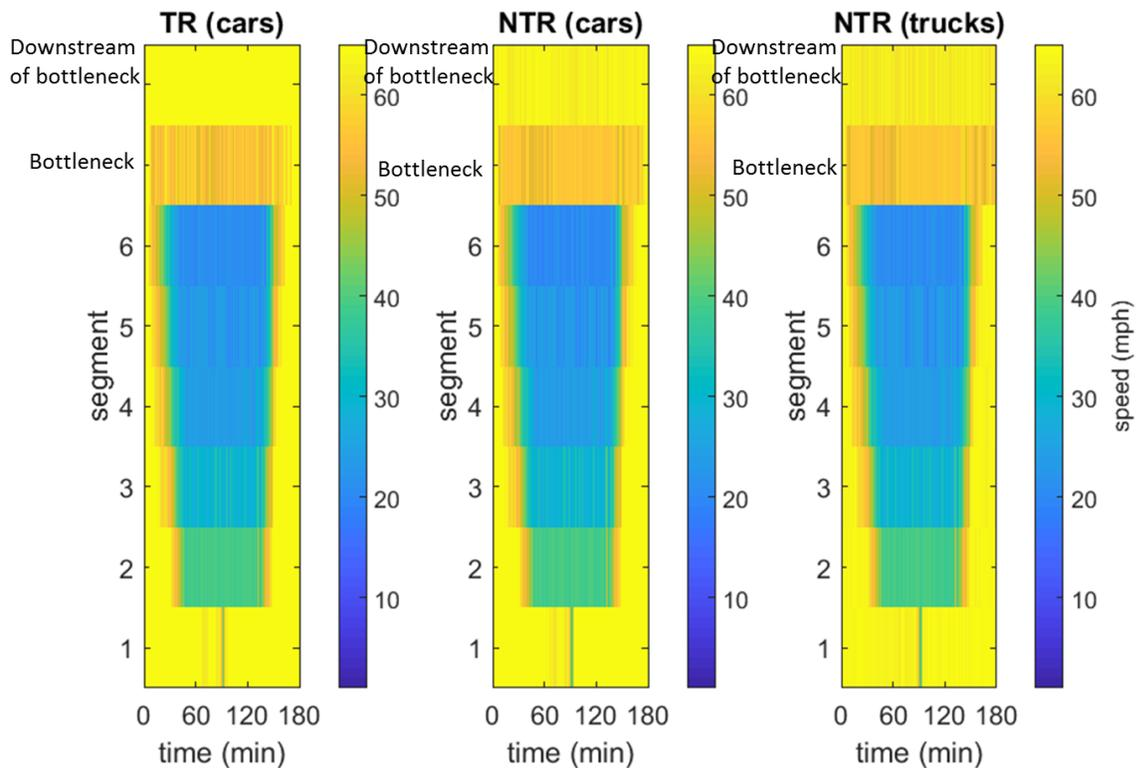 TR (cars)
NTR (cars)
NTR (trucks)
Downstream
of bottleneck
Bottleneck
6
5
4
3
2
1
segment
0 60 120 180
time (min)
60
50
40
30
20
10
Downstream
of bottleneck
Bottleneck
6
5
4
3
2
1
segment
0 60 120 180
time (min)
60
50
40
30
20
10
Downstream
of bottleneck
Bottleneck
6
5
4
3
2
1
segment
0 60 120 180
time (min)
60
50
40
30
20
10
speed (mph)